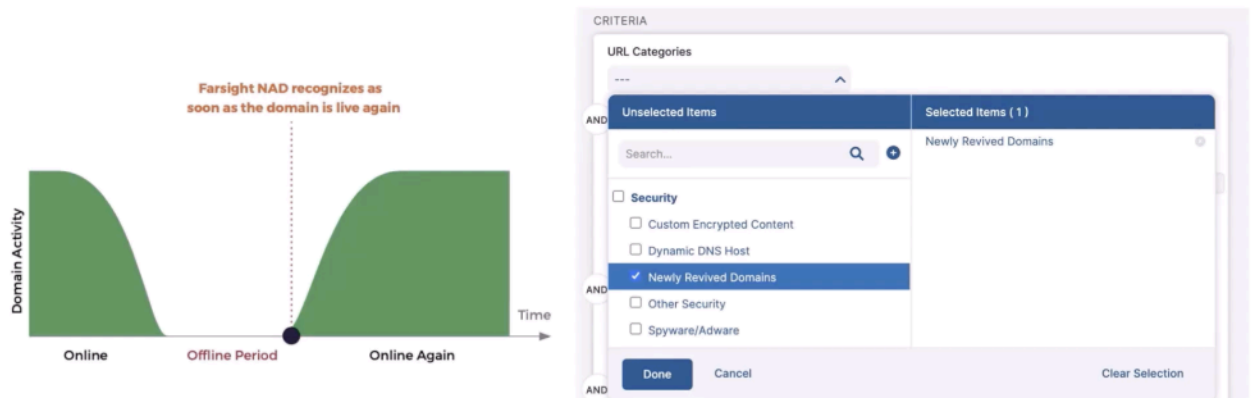 Farsight NAD recognizes as
soon as the domain is live again
Domain Activity
Time
Online
Offline Period
Online Again
CRITERIA
URL Categories
---
AND
Unselected Items
Selected Items ( 1 )
Search...
Newly Revived Domains
Security
Custom Encrypted Content
Dynamic DNS Host
Newly Revived Domains
AND
Other Security
Spyware/Adware
Done
Cancel
Clear Selection
AND